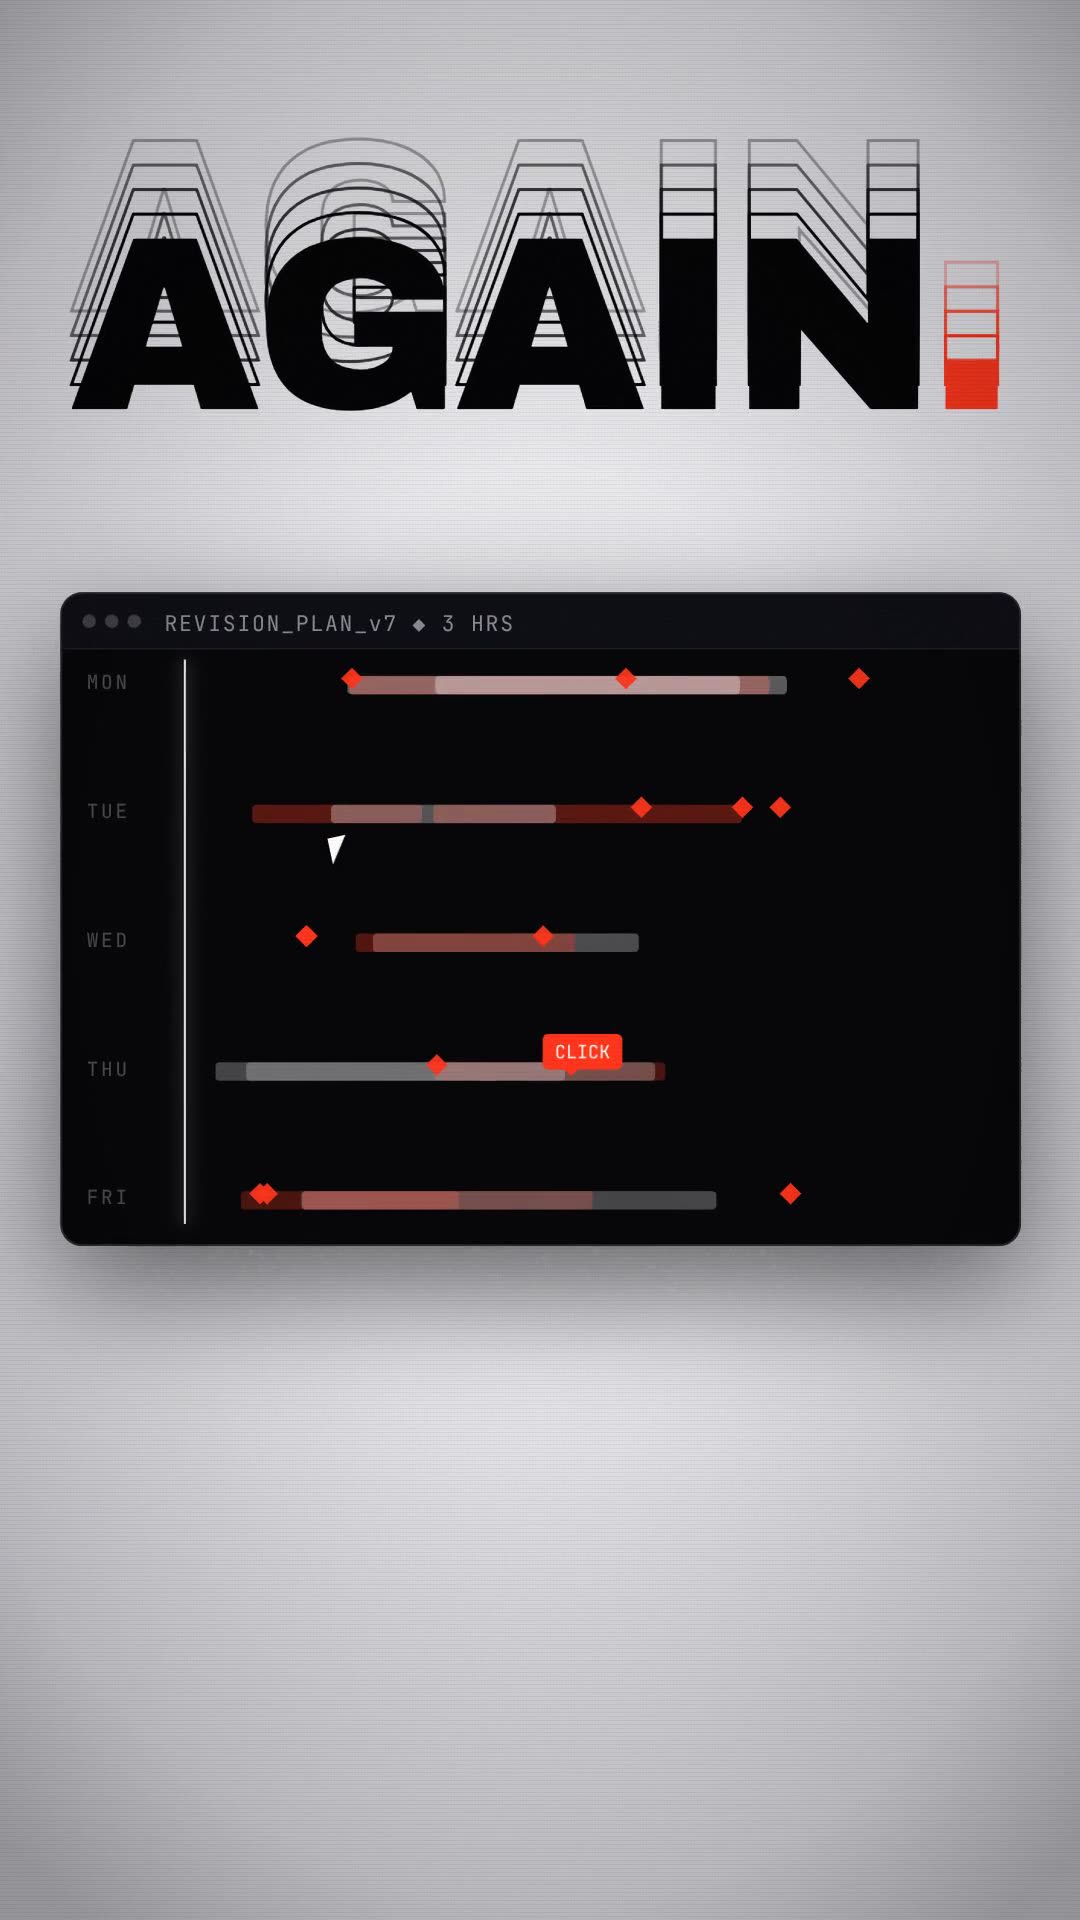 AGAIN.
REVISION_PLAN_v7 ◆ 3 HRS
MON
TUE
WED
THU
CLICK
FRI